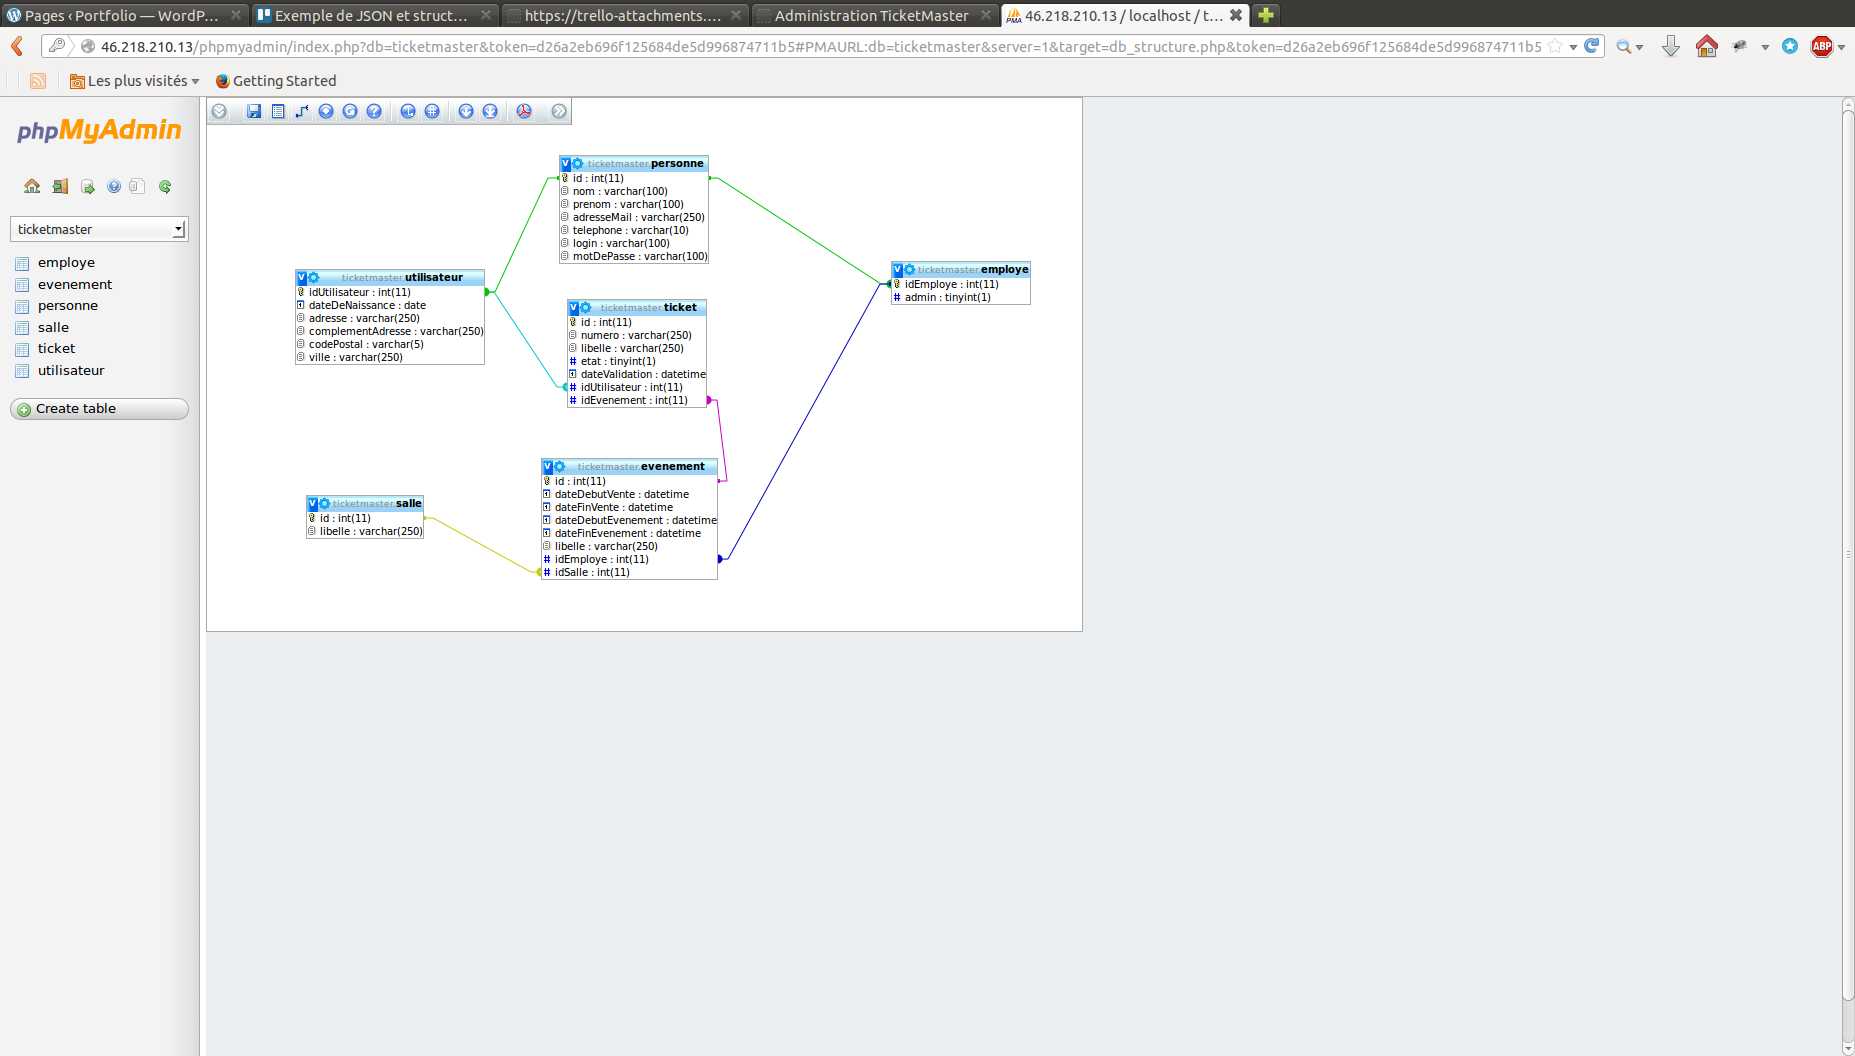 Pages ‹ Portfolio — WordP...
Exemple de JSON et struct...
https://trello-attachments....
Administration TicketMaster
PMA
46.218.210.13 / localhost / t...
46.218.210.13/phpmyadmin/index.php?db=ticketmaster&token=d26a2eb696f125684de5d996874711b5#PMAURL:db=ticketmaster&server=1&target=db_structure.php&token=d26a2eb696f125684de5d996874711b5
ABP
Les plus visités
Getting Started
phpMyAdmin
ticketmaster
employe
evenement
personne
salle
ticket
utilisateur
Create table
V ticketmaster.personne
id : int(11)
nom : varchar(100)
prenom : varchar(100)
adresseMail : varchar(250)
telephone : varchar(10)
login : varchar(100)
motDePasse : varchar(100)
V ticketmaster.utilisateur
idUtilisateur : int(11)
dateDeNaissance : date
adresse : varchar(250)
complementAdresse : varchar(250)
codePostal : varchar(5)
ville : varchar(250)
V ticketmaster.employe
idEmploye : int(11)
# admin : tinyint(1)
V ticketmaster.ticket
id : int(11)
numero : varchar(250)
libelle : varchar(250)
# etat : tinyint(1)
dateValidation : datetime
# idUtilisateur : int(11)
# idEvenement : int(11)
V ticketmaster.evenement
id : int(11)
dateDebutVente : datetime
dateFinVente : datetime
dateDebutEvenement : datetime
dateFinEvenement : datetime
libelle : varchar(250)
# idEmploye : int(11)
# idSalle : int(11)
V ticketmaster.salle
id : int(11)
libelle : varchar(250)